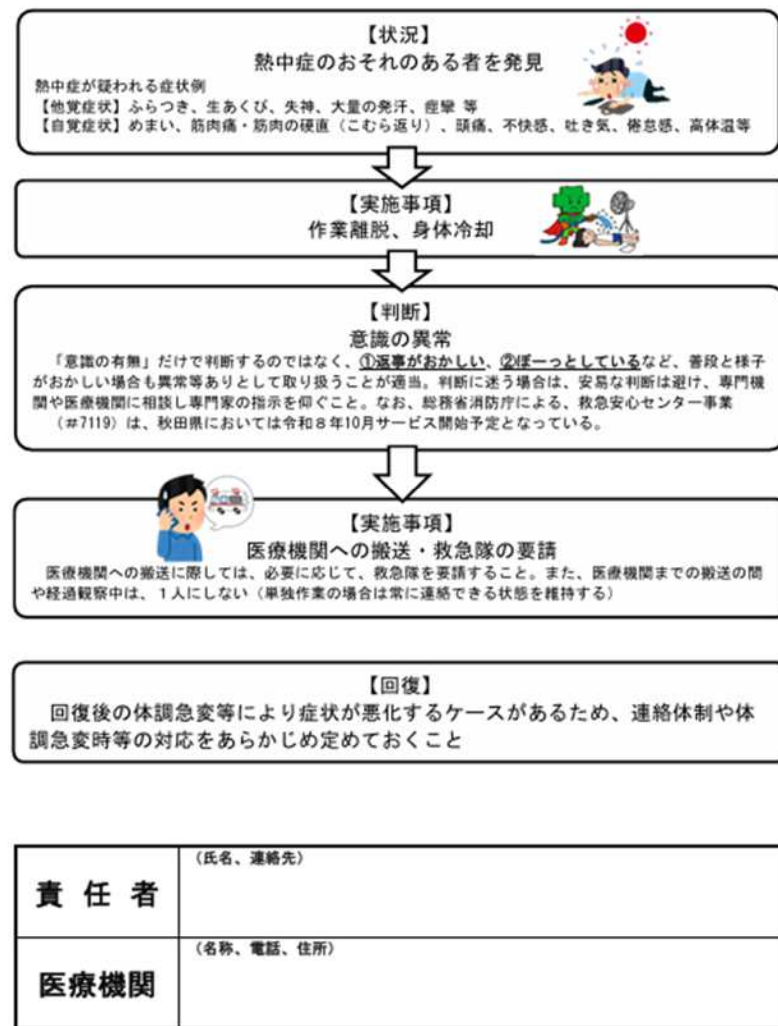 【状況】
熱中症のおそれのある者を発見
熱中症が疑われる症状例
【他覚症状】ふらつき、生あくび、失神、大量の発汗、痙攣 等
【自覚症状】めまい、筋肉痛・筋肉の硬直（こむら返り）、頭痛、不快感、吐き気、倦怠感、高体温等
【実施事項】
作業離脱、身体冷却
【判断】
意識の異常
「意識の有無」だけで判断するのではなく、①返事がおかしい、②ぼーっとしているなど、普段と様子
がおかしい場合も異常等ありとして取り扱うことが適当。判断に迷う場合は、安易な判断は避け、専門機
関や医療機関に相談し専門家の指示を仰ぐこと。なお、総務省消防庁による、救急安心センター事業
（＃7119）は、秋田県においては令和８年10月サービス開始予定となっている。
【実施事項】
医療機関への搬送・救急隊の要請
医療機関への搬送に際しては、必要に応じて、救急隊を要請すること。また、医療機関までの搬送の間
や経過観察中は、１人にしない（単独作業の場合は常に連絡できる状態を維持する）
【回復】
回復後の体調急変等により症状が悪化するケースがあるため、連絡体制や体
調急変時等の対応をあらかじめ定めておくこと
（氏名、連絡先）
責任者
（名称、電話、住所）
医療機関